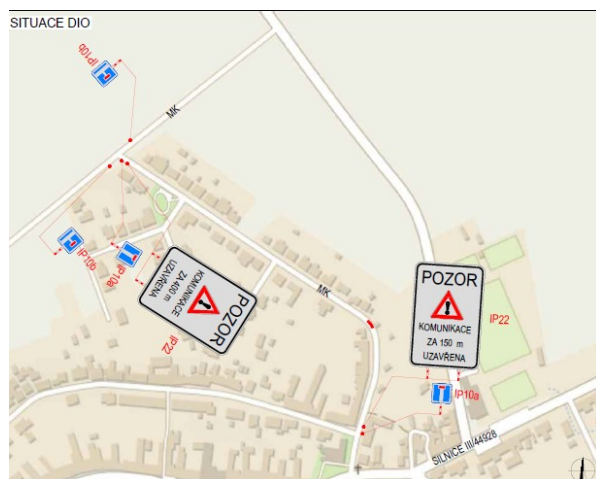 SITUACE DIO
IP10b
MK
IP10b
IP10a
POZOR
KOMUNIKACE
ZA 400 m
UZAVŘENA
IP22
MK
POZOR
KOMUNIKACE
ZA 150 m
UZAVŘENA
IP22
IP10a
SILNICE III/44928